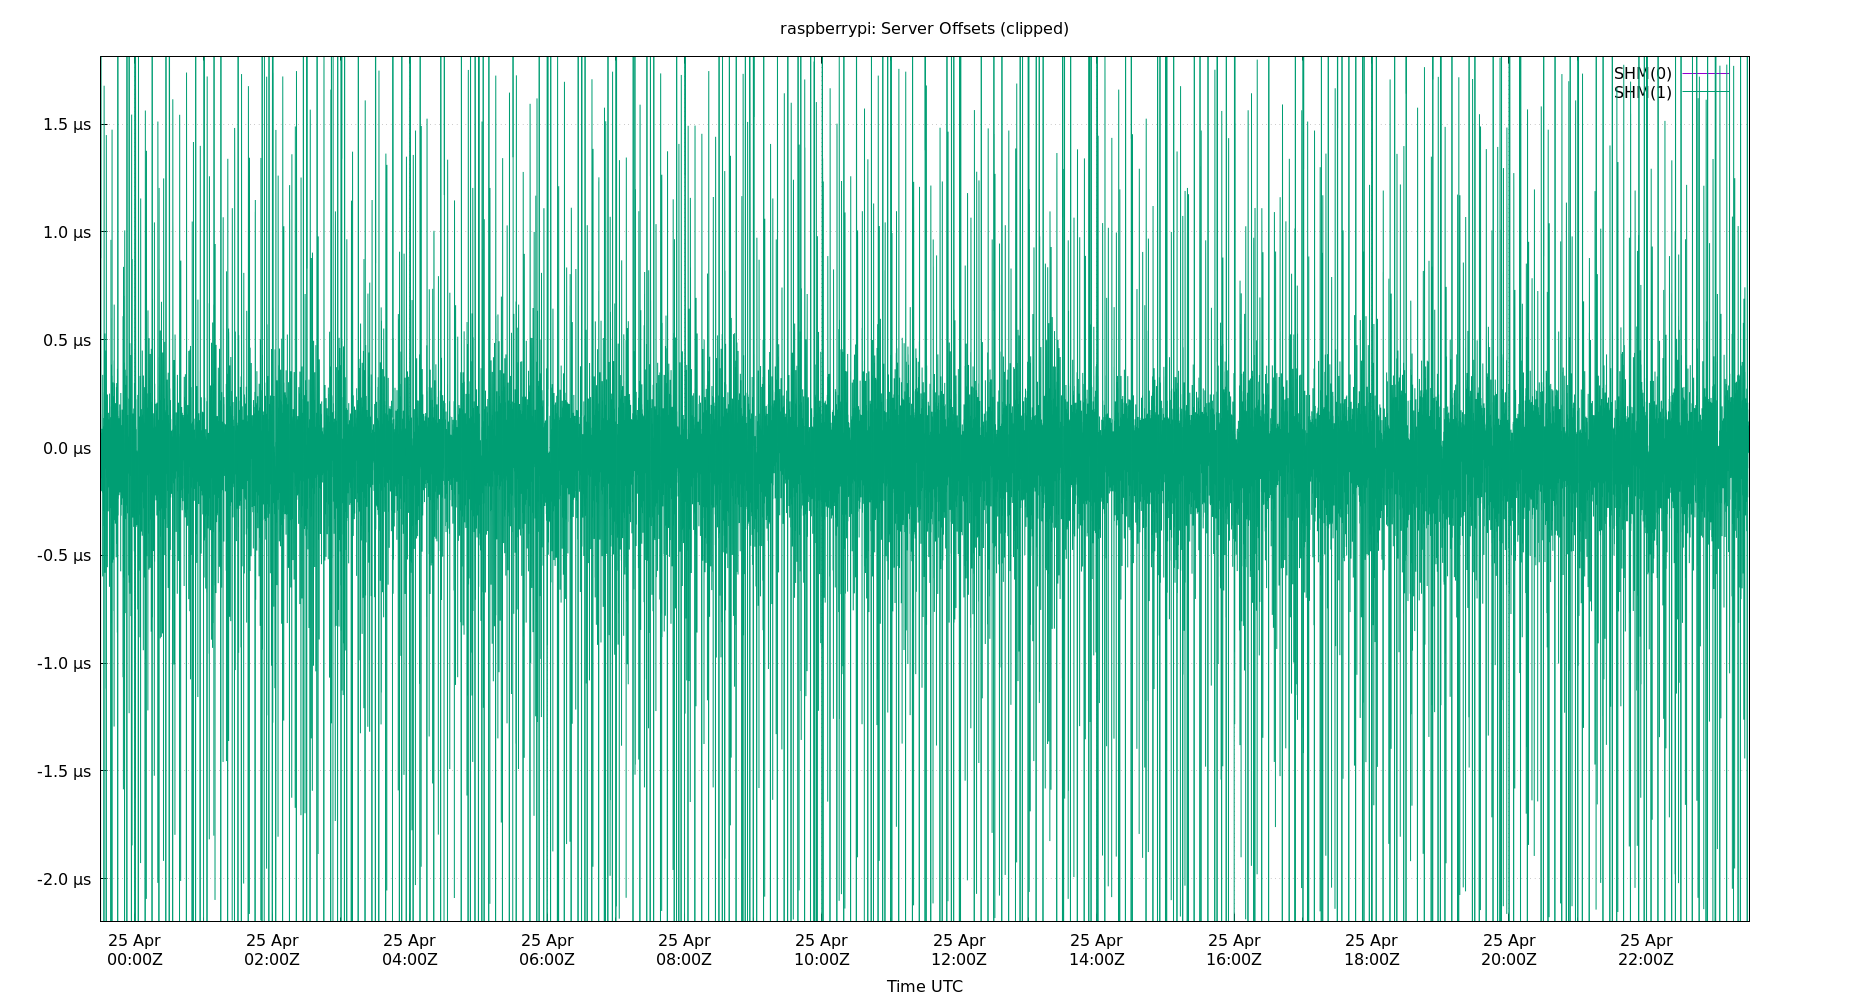 raspberrypi: Server Offsets (clipped)
SHM(0)
SHM(1)
1.5 µs
1.0 µs
0.5 µs
0.0 µs
-0.5 µs
-1.0 µs
-1.5 µs
-2.0 µs
25 Apr 25 Apr 25 Apr 25 Apr 25 Apr 25 Apr 25 Apr 25 Apr 25 Apr 25 Apr 25 Apr 25 Apr
00:00Z 02:00Z 04:00Z 06:00Z 08:00Z 10:00Z 12:00Z 14:00Z 16:00Z 18:00Z 20:00Z 22:00Z
Time UTC